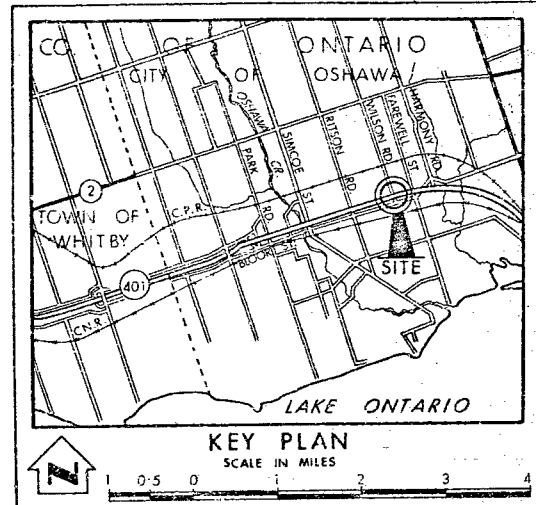 CO. OF ONTARIO
CITY OF OSHAWA
OSHAWA CR.
SIMCOE ST.
RITSON RD.
WILSON RD.
FAREWELL ST.
HARMONY RD.
PARK RD.
2
C.P.R.
TOWN OF
WHITBY
BLOOR
SITE
401
C.N.R.
LAKE ONTARIO
KEY PLAN
SCALE IN MILES
N
1 0·5 0 1 2 3 4